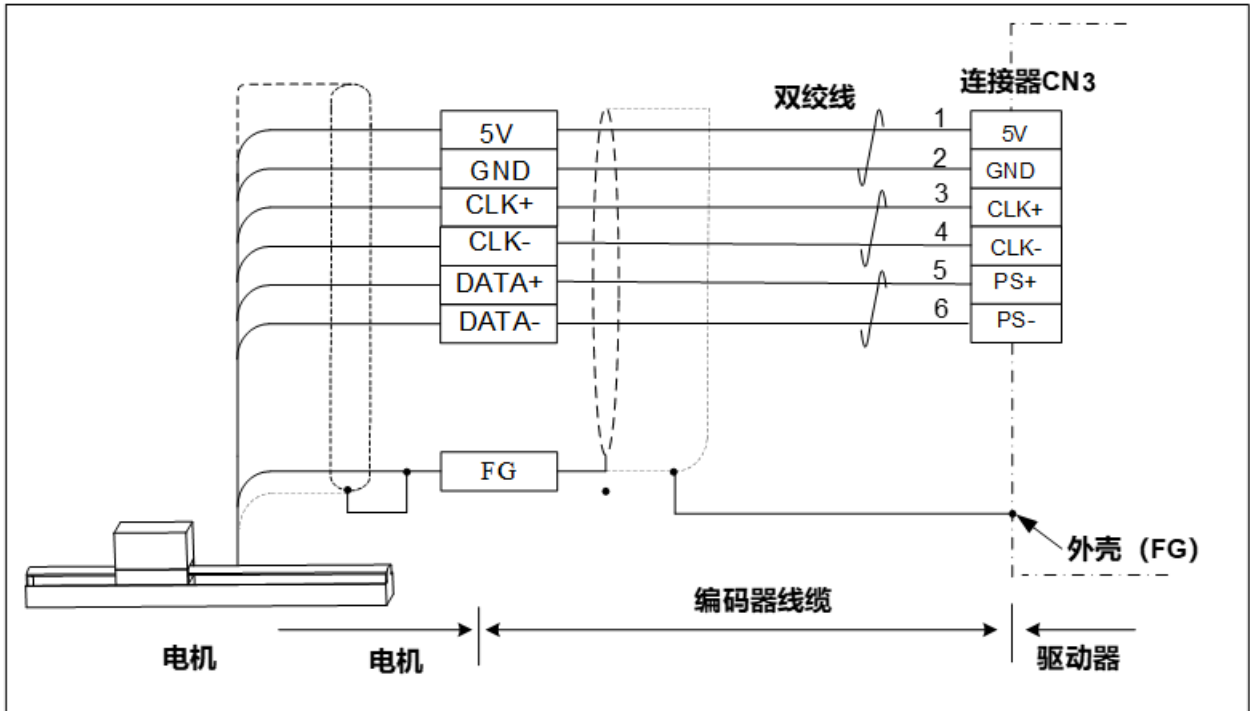 连接器CN3
双绞线
5V 1 5V
GND 2 GND
CLK+ 3 CLK+
CLK- 4 CLK-
DATA+ 5 PS+
DATA- 6 PS-
FG
外壳（FG）
编码器线缆
电机 电机 驱动器